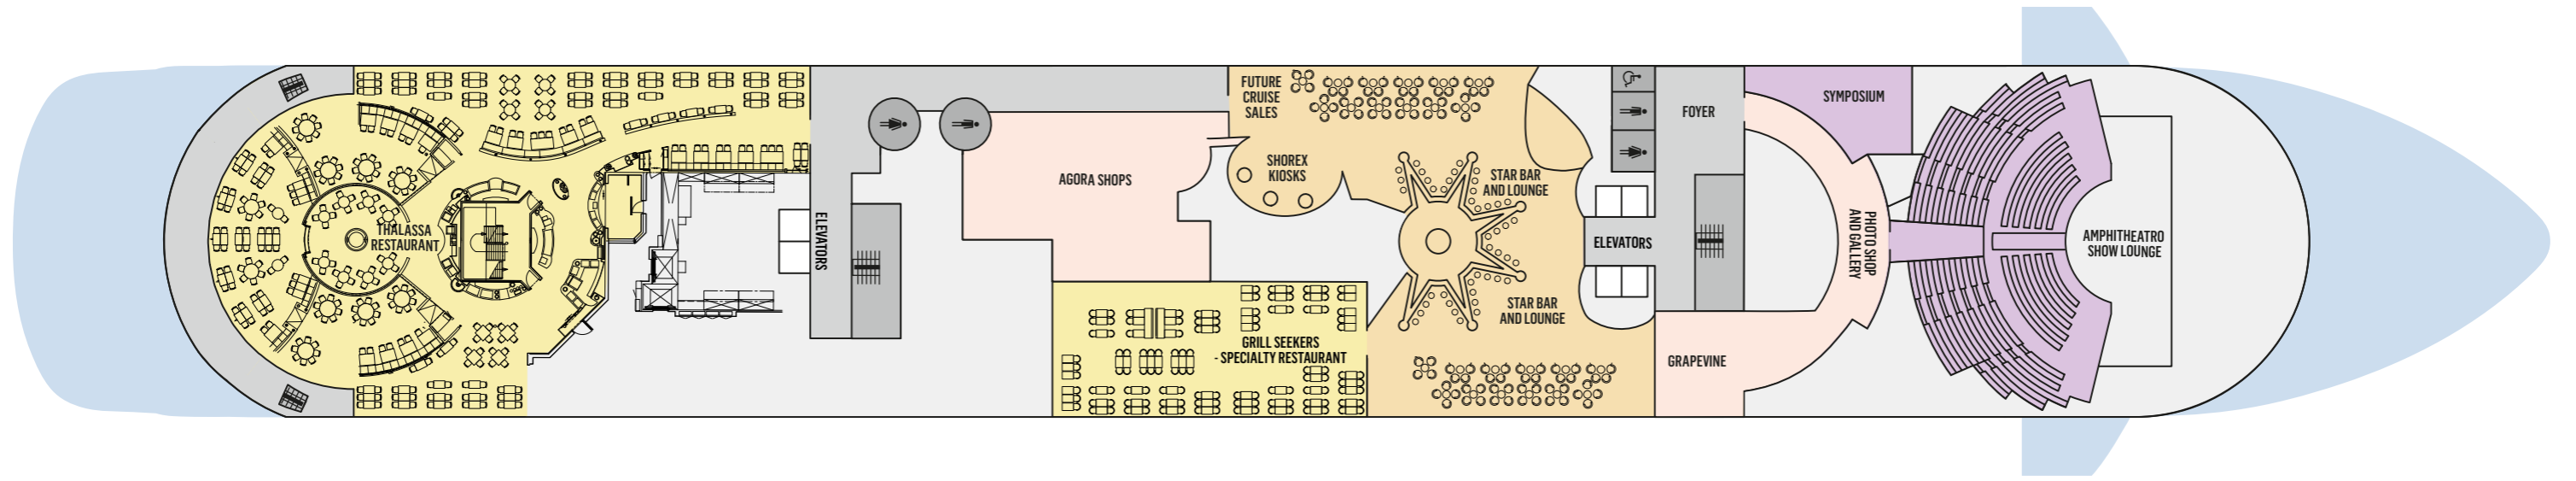 THALASSA
RESTAURANT
ELEVATORS
AGORA SHOPS
FUTURE
CRUISE
SALES
SHOREX
KIOSKS
GRILL SEEKERS
- SPECIALTY RESTAURANT
STAR BAR
AND LOUNGE
STAR BAR
AND LOUNGE
ELEVATORS
FOYER
GRAPEVINE
SYMPOSIUM
PHOTO SHOP
AND GALLERY
AMPHITHEATRO
SHOW LOUNGE